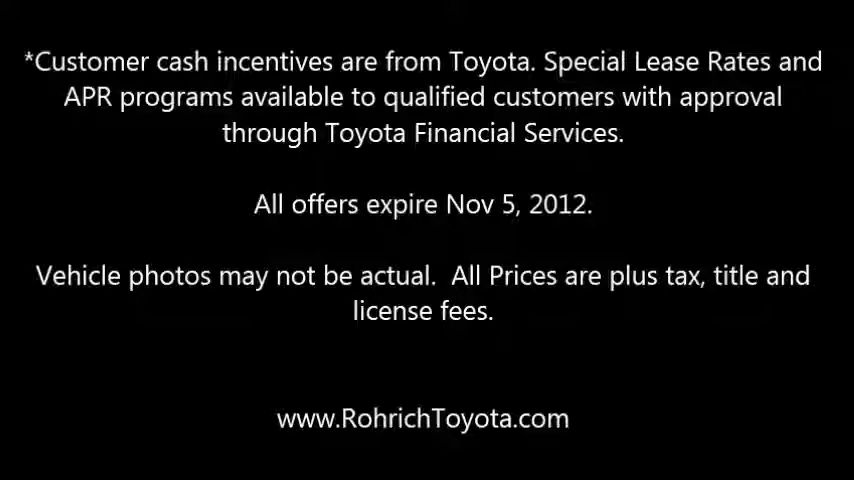 *Customer cash incentives are from Toyota. Special Lease Rates and
APR programs available to qualified customers with approval
through Toyota Financial Services.
All offers expire Nov 5, 2012.
Vehicle photos may not be actual.  All Prices are plus tax, title and
license fees.
www.RohrichToyota.com